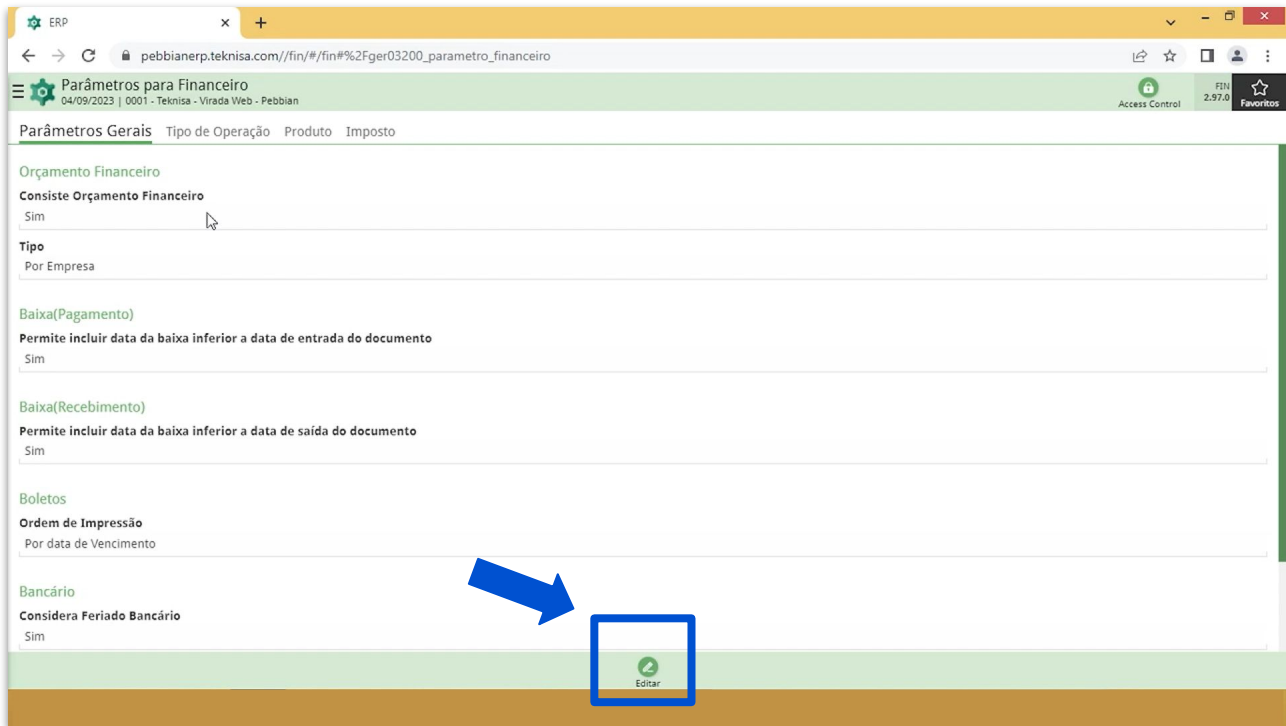 ERP
pebbianerp.teknisa.com//fin/#/fin#%2Fger03200_parametro_financeiro
Parâmetros para Financeiro
04/09/2023 | 0001 - Teknisa - Virada Web - Pebbian
Access Control
FIN
2.97.0
Favoritos
Parâmetros Gerais Tipo de Operação Produto Imposto
Orçamento Financeiro
Consiste Orçamento Financeiro
Sim
Tipo
Por Empresa
Baixa(Pagamento)
Permite incluir data da baixa inferior a data de entrada do documento
Sim
Baixa(Recebimento)
Permite incluir data da baixa inferior a data de saída do documento
Sim
Boletos
Ordem de Impressão
Por data de Vencimento
Bancário
Considera Feriado Bancário
Sim
Editar